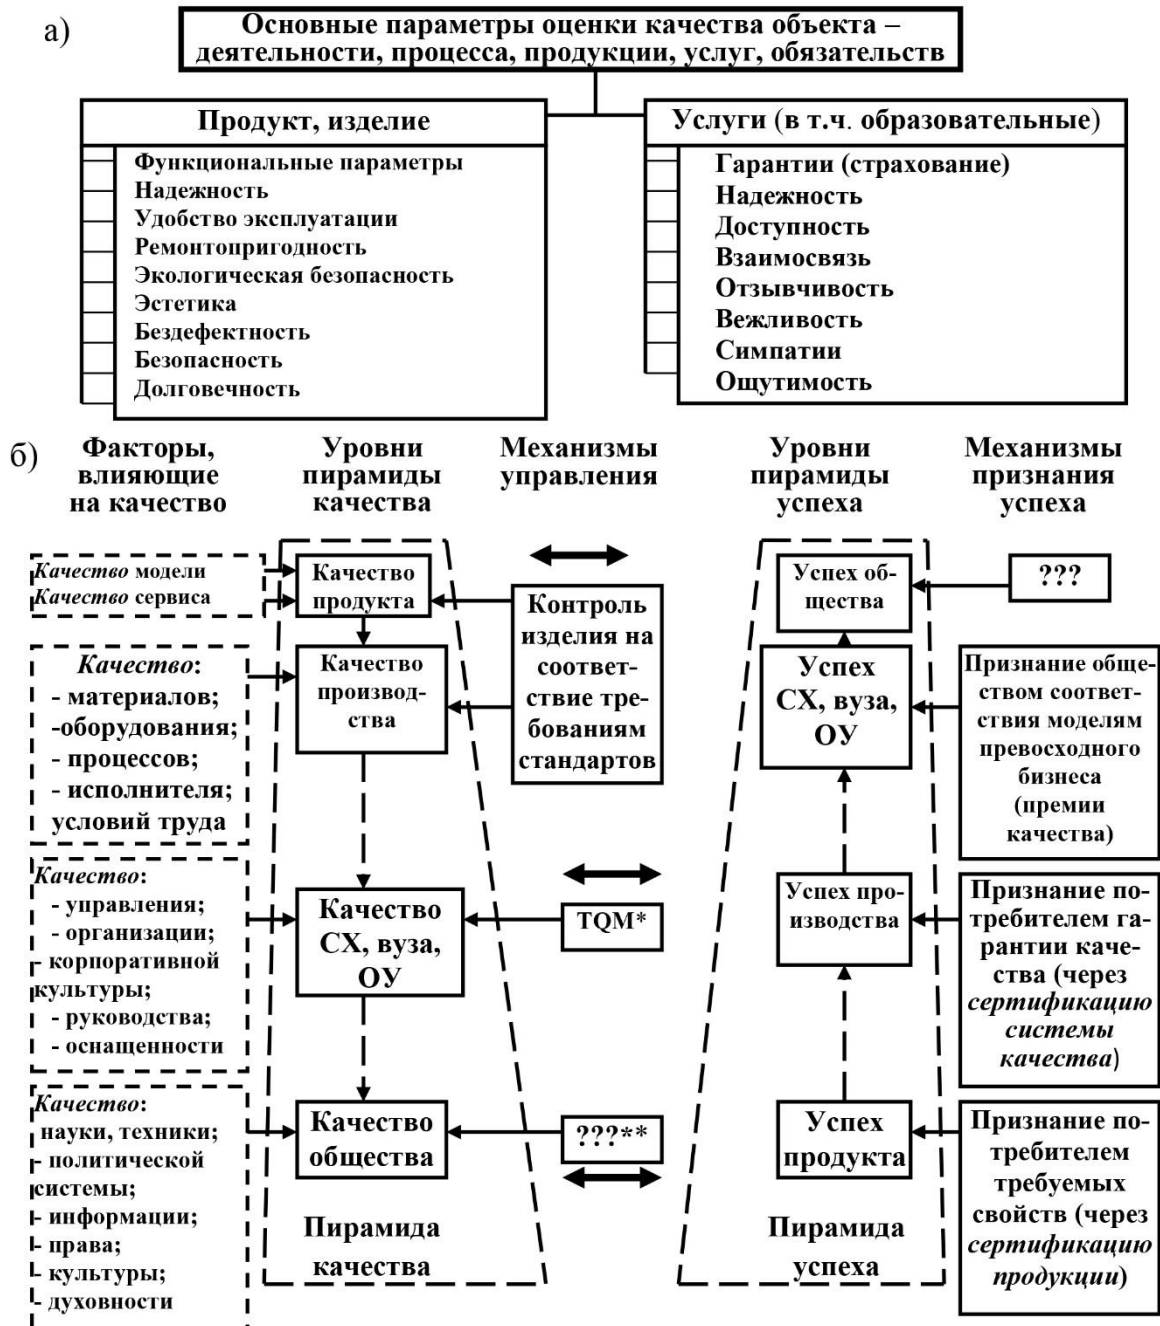 а)
Основные параметры оценки качества объекта –
деятельности, процесса, продукции, услуг, обязательств
Продукт, изделие
Функциональные параметры
Надежность
Удобство эксплуатации
Ремонтопригодность
Экологическая безопасность
Эстетика
Бездефектность
Безопасность
Долговечность
Услуги (в т.ч. образовательные)
Гарантии (страхование)
Надежность
Доступность
Взаимосвязь
Отзывчивость
Вежливость
Симпатии
Ощутимость
б)
Факторы,
влияющие
на качество
Уровни
пирамиды
качества
Механизмы
управления
Уровни
пирамиды
успеха
Механизмы
признания
успеха
Качество модели
Качество сервиса
Качество:
- материалов;
-оборудования;
- процессов;
- исполнителя;
условий труда
Качество:
- управления;
- организации;
- корпоративной
культуры;
- руководства;
- оснащенности
Качество:
науки, техники;
- политической
системы;
- информации;
- права;
- культуры;
- духовности
Качество
продукта
Качество
производ-
ства
Качество
СХ, вуза,
ОУ
Качество
общества
Пирамида
качества
Контроль
изделия на
соответ-
ствие тре-
бованиям
стандартов
TQM*
???**
Успех об-
щества
Успех
СХ, вуза,
ОУ
Успех про-
изводства
Успех
продукта
Пирамида
успеха
???
Признание обще-
ством соответ-
ствия моделям
превосходного
бизнеса
(премии
качества)
Признание по-
требителем га-
рантии каче-
ства (через
сертификацию
системы
качества)
Признание по-
требителем
требуемых
свойств (через
сертификацию
продукции)